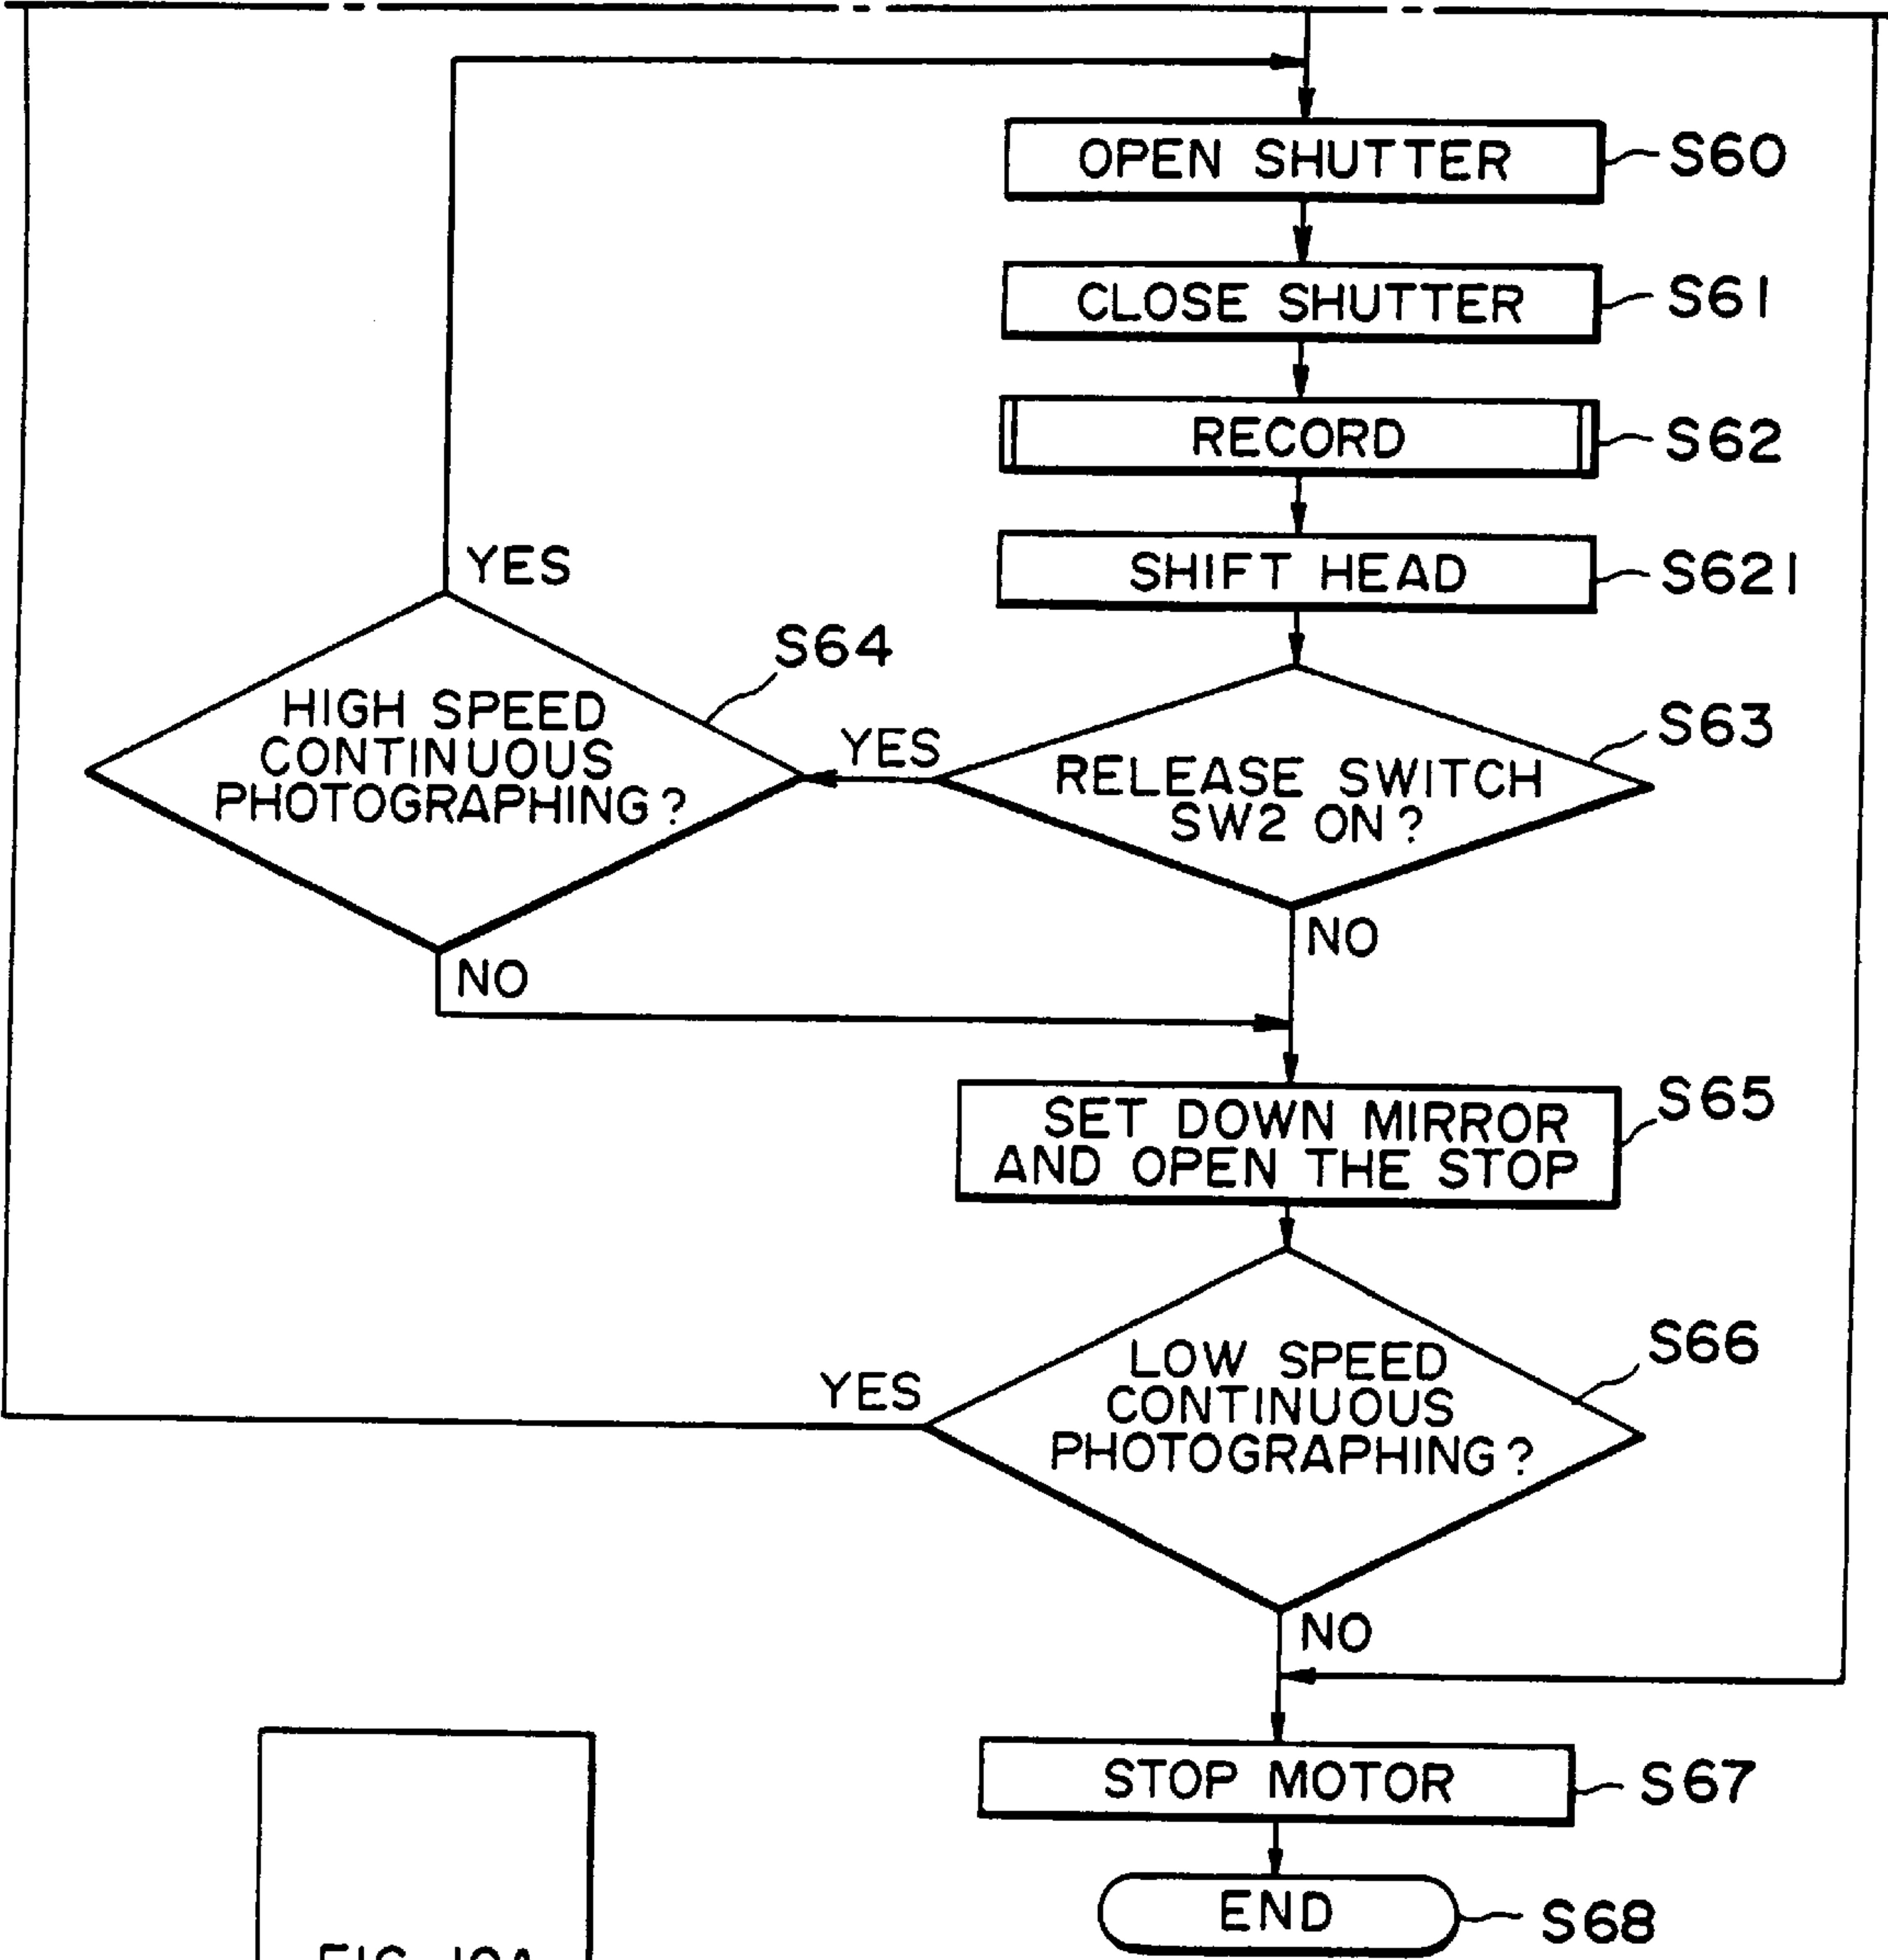 OPEN SHUTTER
S60
CLOSE SHUTTER
S61
RECORD
S62
SHIFT HEAD
S621
YES
S64
HIGH SPEED
CONTINUOUS
PHOTOGRAPHING?
YES
S63
RELEASE SWITCH
SW2 ON?
NO
NO
S65
SET DOWN MIRROR
AND OPEN THE STOP
S66
YES
LOW SPEED
CONTINUOUS
PHOTOGRAPHING?
NO
STOP MOTOR
S67
END
S68